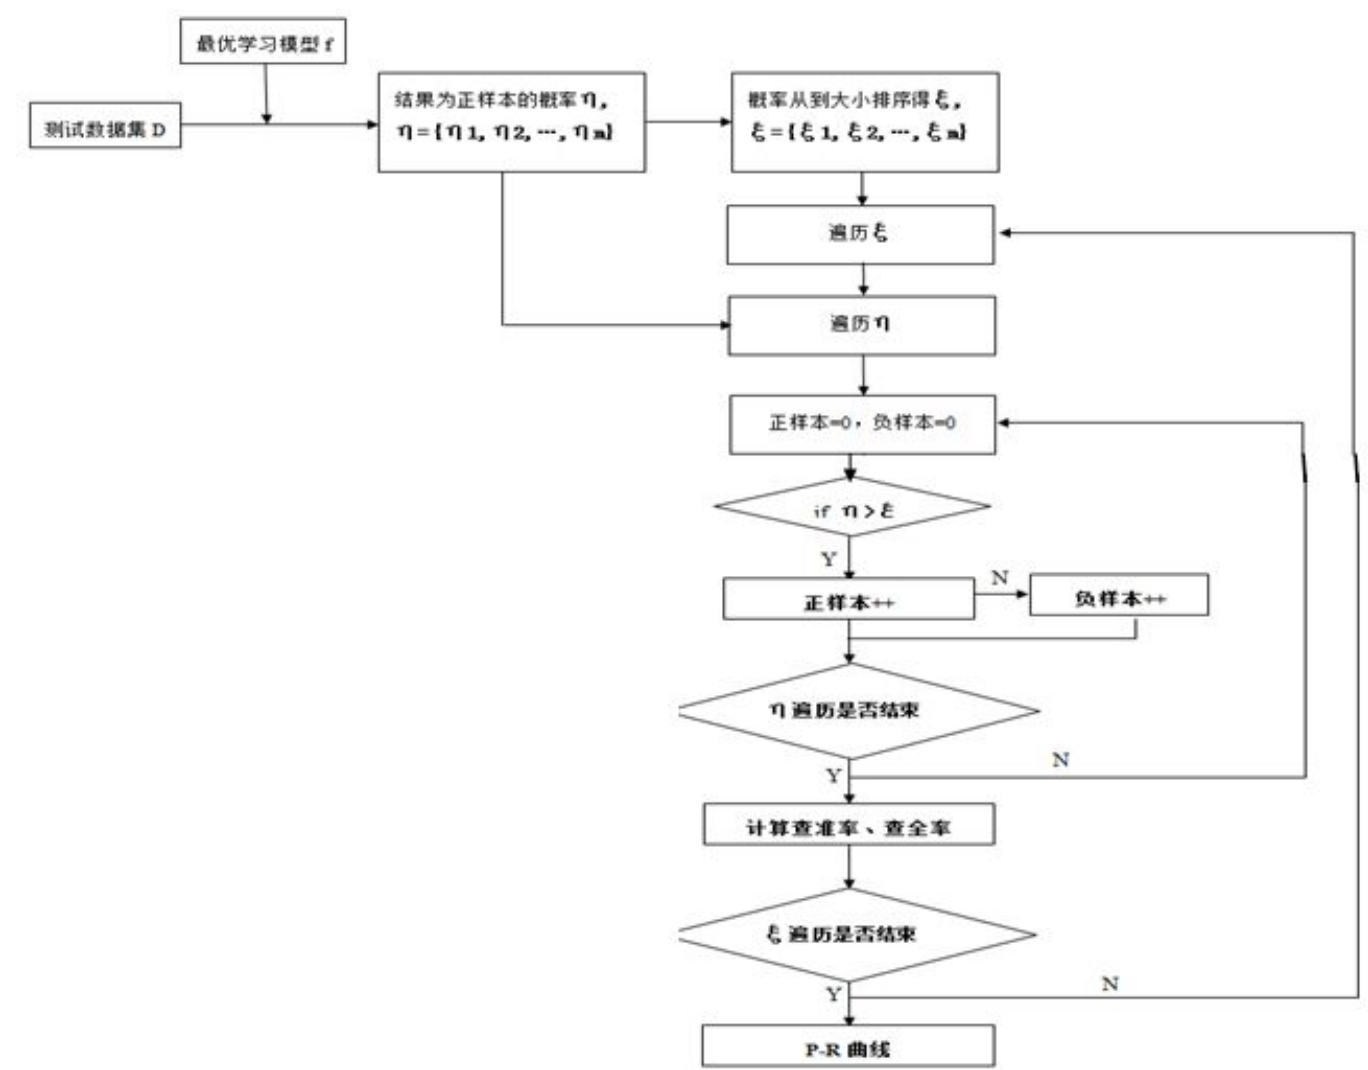 最优学习模型 f
测试数据集 D
结果为正样本的概率 η,
η={η1, η2, …, ηm}
概率从到大小排序得 ξ,
ξ={ξ1, ξ2, …, ξm}
遍历 ξ
遍历 η
正样本=0，负样本=0
if η>ξ
Y
正样本++
N
负样本++
η 遍历是否结束
Y
N
计算查准率、查全率
ξ 遍历是否结束
Y
N
P-R 曲线